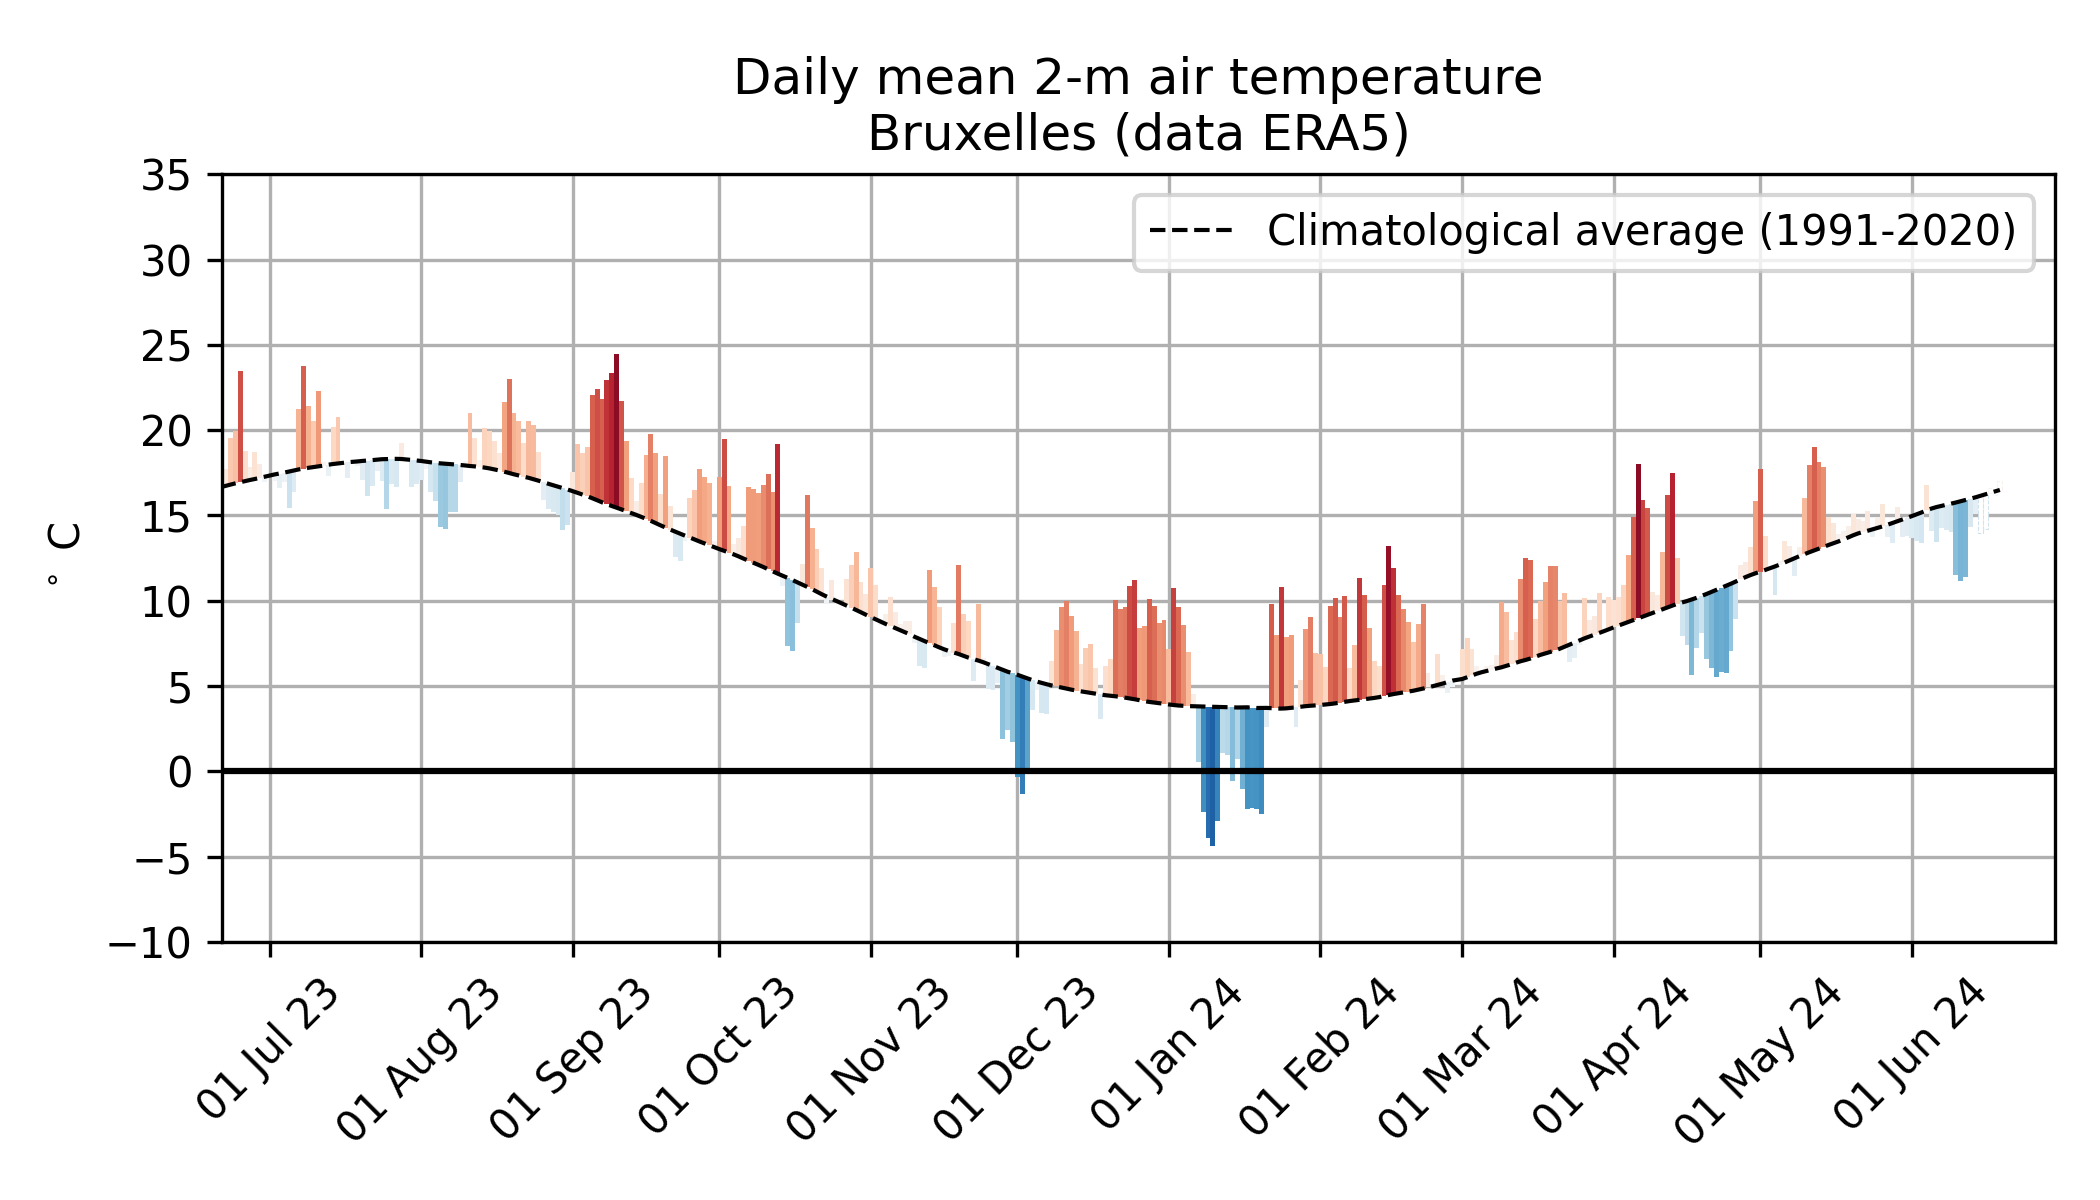 Daily mean 2-m air temperature
Bruxelles (data ERA5)
Climatological average (1991-2020)
° C
35
30
25
20
15
10
5
0
−5
−10
01 Jul 23
01 Aug 23
01 Sep 23
01 Oct 23
01 Nov 23
01 Dec 23
01 Jan 24
01 Feb 24
01 Mar 24
01 Apr 24
01 May 24
01 Jun 24